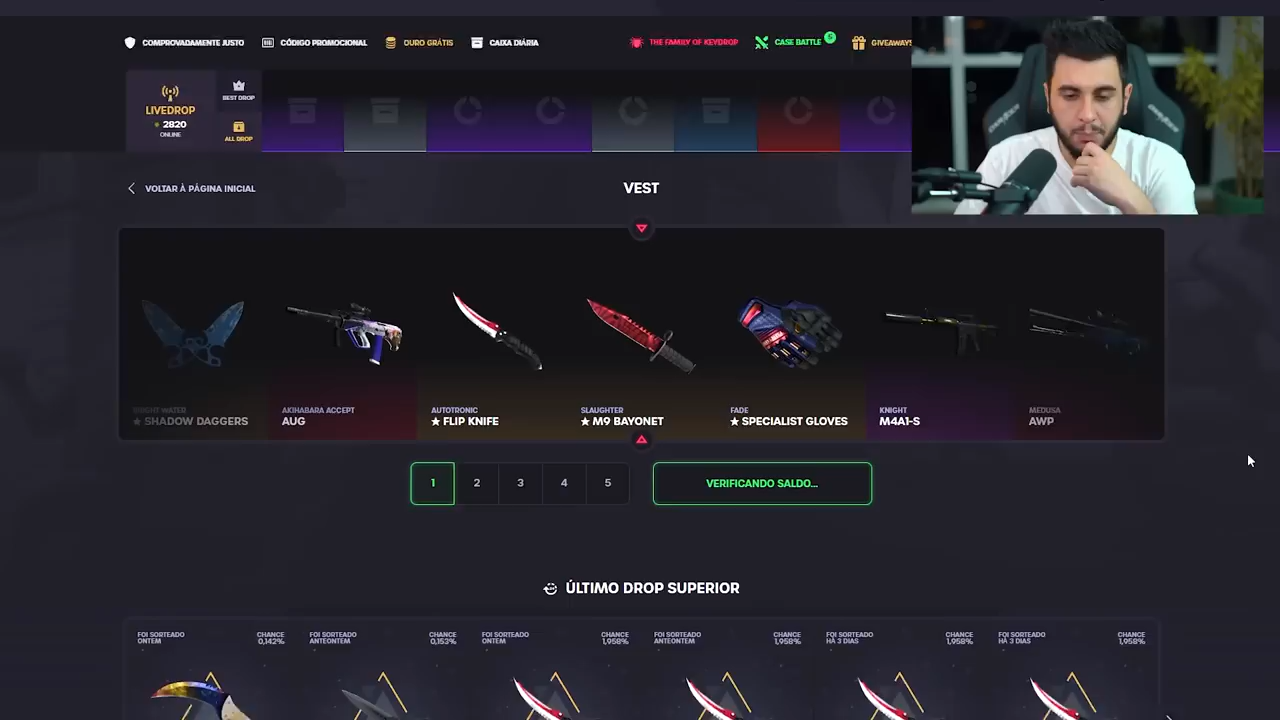 COMPROVADAMENTE JUSTO
CÓDIGO PROMOCIONAL
OURO GRÁTIS
CAIXA DIÁRIA
THE FAMILY OF KEYDROP
CASE BATTLE
5
GIVEAWAYS
LIVEDROP
2820
ONLINE
BEST DROP
ALL DROP
VOLTAR À PÁGINA INICIAL
VEST
BRIGHT WATER
★ SHADOW DAGGERS
AKIHABARA ACCEPT
AUG
AUTOTRONIC
★ FLIP KNIFE
SLAUGHTER
★ M9 BAYONET
FADE
★ SPECIALIST GLOVES
KNIGHT
M4A1-S
MEDUSA
AWP
1
2
3
4
5
VERIFICANDO SALDO...
ÚLTIMO DROP SUPERIOR
FOI SORTEADO
ONTEM
CHANCE
0,142%
FOI SORTEADO
ANTEONTEM
CHANCE
0,153%
FOI SORTEADO
ONTEM
CHANCE
1,958%
FOI SORTEADO
ANTEONTEM
CHANCE
1,958%
FOI SORTEADO
HÁ 3 DIAS
CHANCE
1,958%
FOI SORTEADO
HÁ 3 DIAS
CHANCE
1,958%